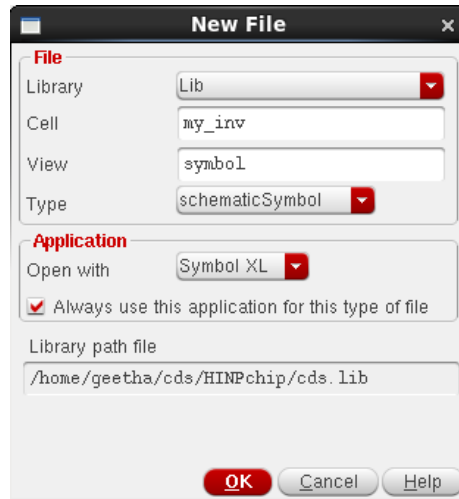 New File
File
Library Lib
Cell my_inv
View symbol
Type schematicSymbol
Application
Open with Symbol XL
Always use this application for this type of file
Library path file
/home/geetha/cds/HINPchip/cds.lib
OK Cancel Help